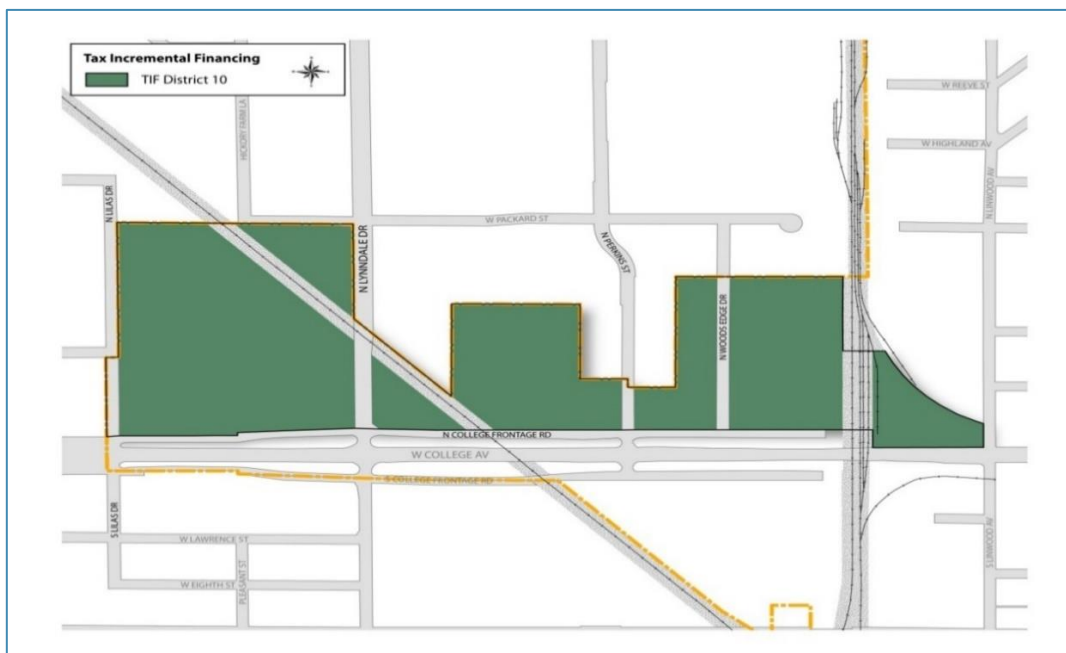 Tax Incremental Financing
TIF District 10
HICKORY FARM LA
W REEVE ST
W HIGHLAND AV
N LINWOOD AV
N LILAS DR
W PACKARD ST
N LYNNDALE DR
N PERKINS ST
N WOODS EDGE DR
N COLLEGE FRONTAGE RD
W COLLEGE AV
S COLLEGE FRONTAGE RD
S LILAS DR
W LAWRENCE ST
PLEASANT ST
W EIGHTH ST
S LINWOOD AV